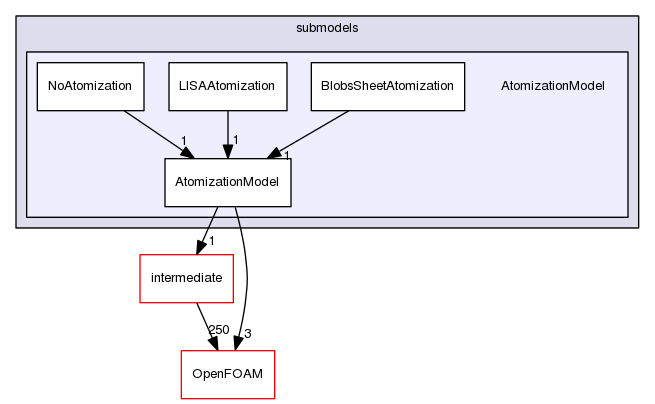 submodels
NoAtomization
LISAAtomization
BlobsSheetAtomization
AtomizationModel
1
1
1
AtomizationModel
1
intermediate
250
3
OpenFOAM